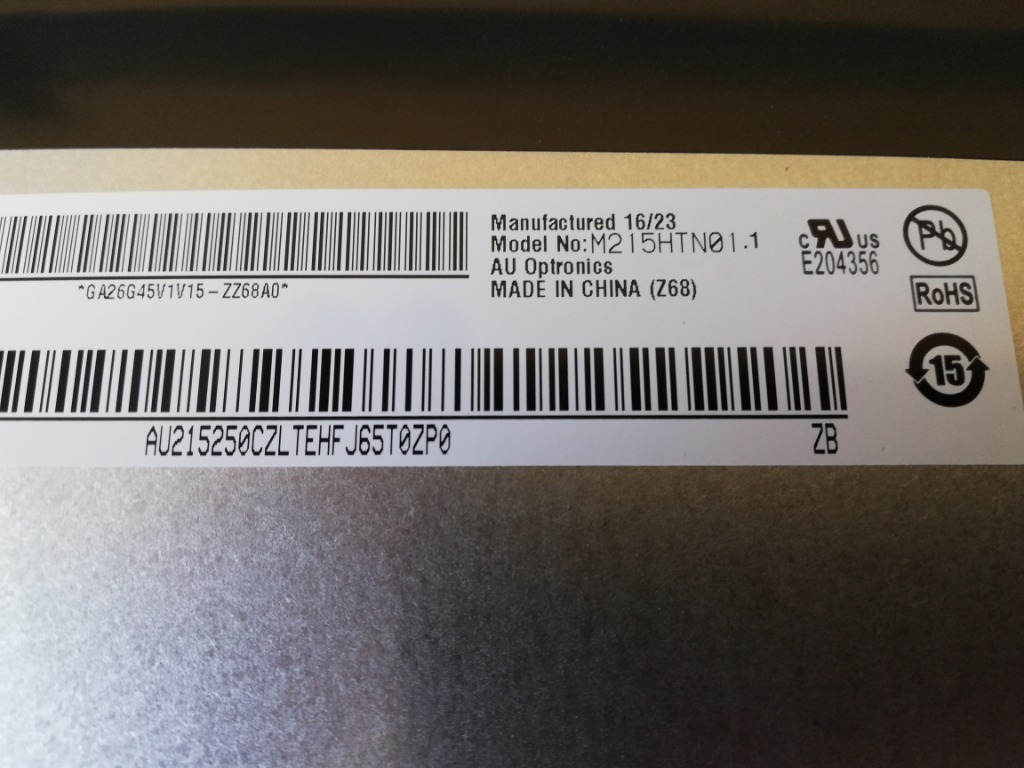 Manufactured 16/23
Model No:M215HTN01.1
AU Optronics
MADE IN CHINA (Z68)
*GA26G45V1V15-ZZ68A0*
c RU US
E204356
Pb
RoHS
15
AU215250CZLTEHFJ65T0ZP0
ZB